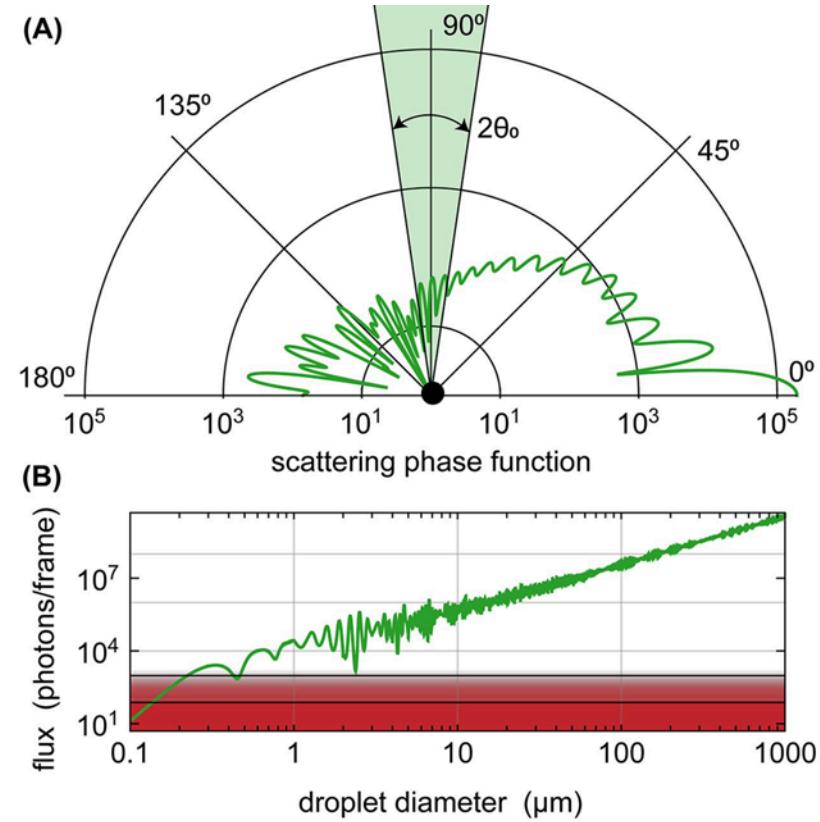 (A)
90º
135º
2θₒ
45º
180º
0º
10⁵ 10³ 10¹ 10¹ 10³ 10⁵
scattering phase function
(B)
flux (photons/frame)
10⁷
10⁴
10¹
0.1 1 10 100 1000
droplet diameter (µm)